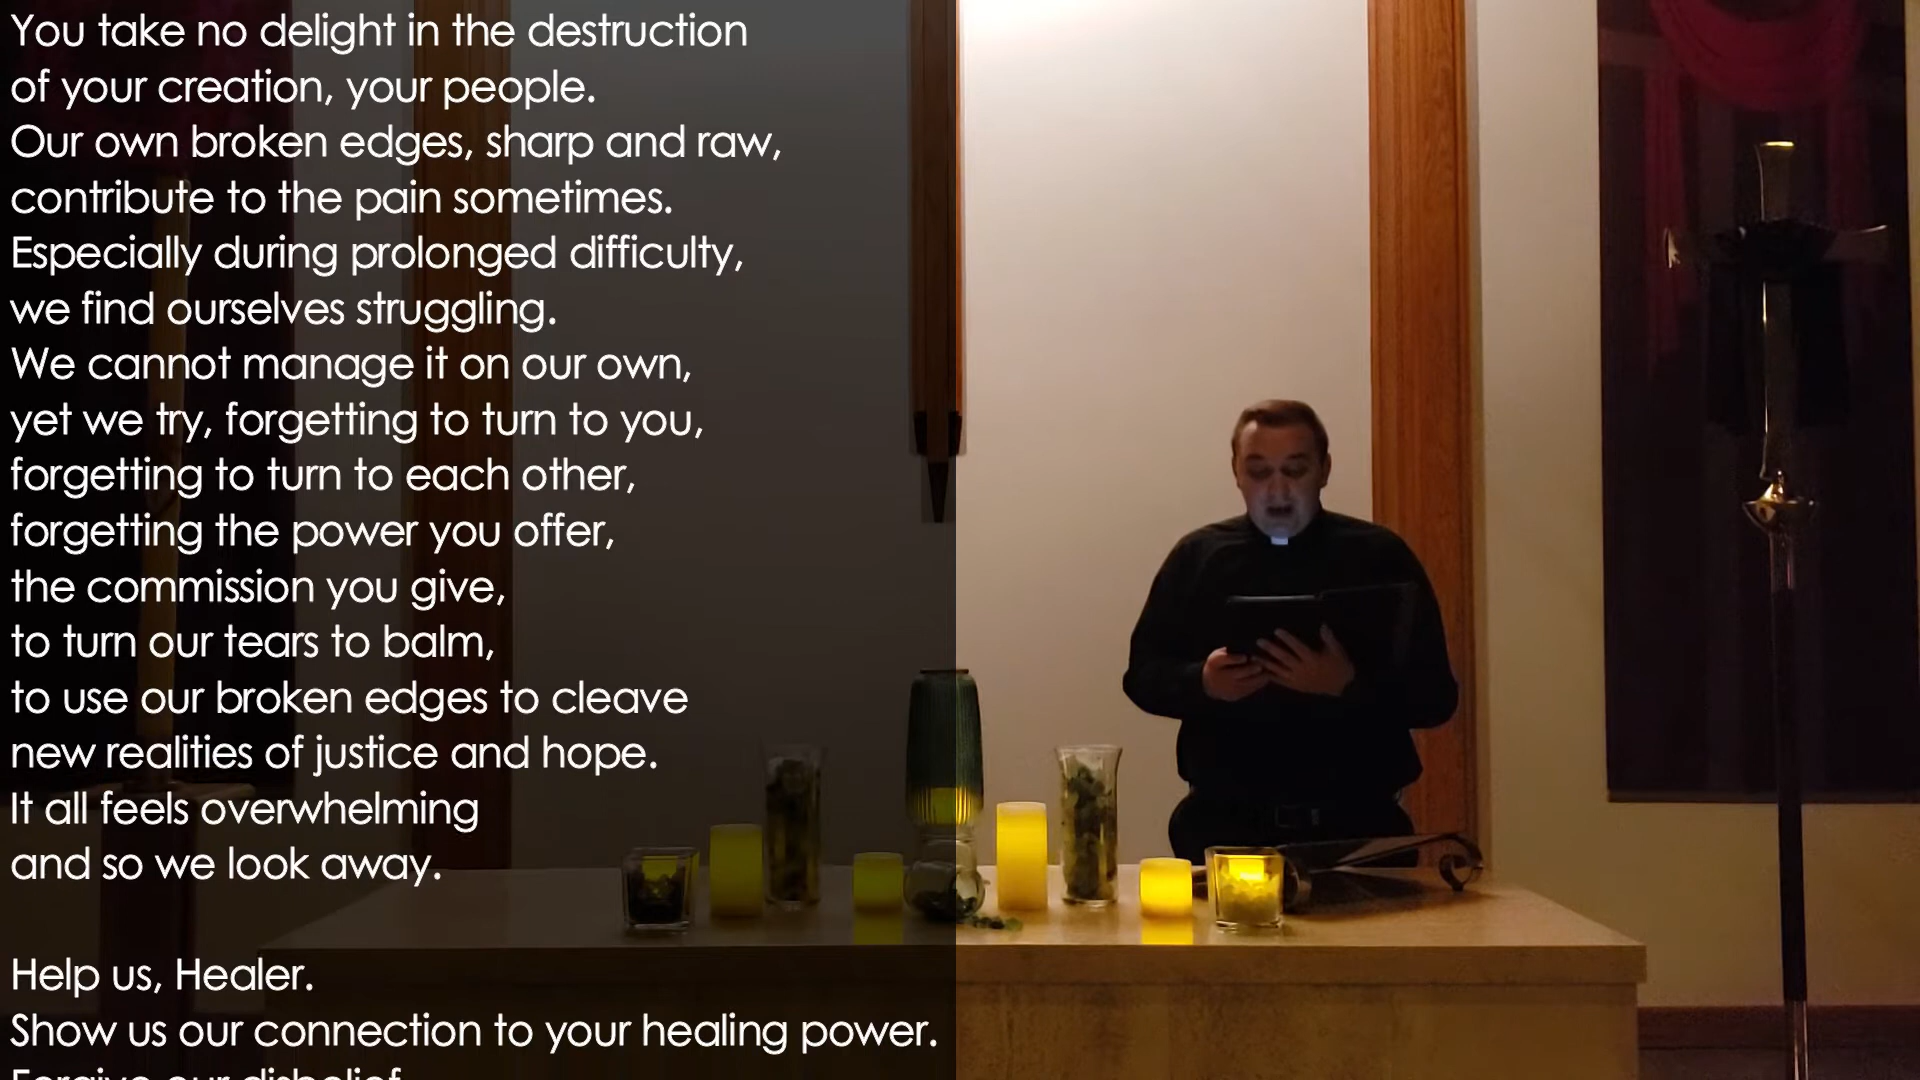 You take no delight in the destruction
of your creation, your people.
Our own broken edges, sharp and raw,
contribute to the pain sometimes.
Especially during prolonged difficulty,
we find ourselves struggling.
We cannot manage it on our own,
yet we try, forgetting to turn to you,
forgetting to turn to each other,
forgetting the power you offer,
the commission you give,
to turn our tears to balm,
to use our broken edges to cleave
new realities of justice and hope.
It all feels overwhelming
and so we look away.
Help us, Healer.
Show us our connection to your healing power.
Forgive our disbelief